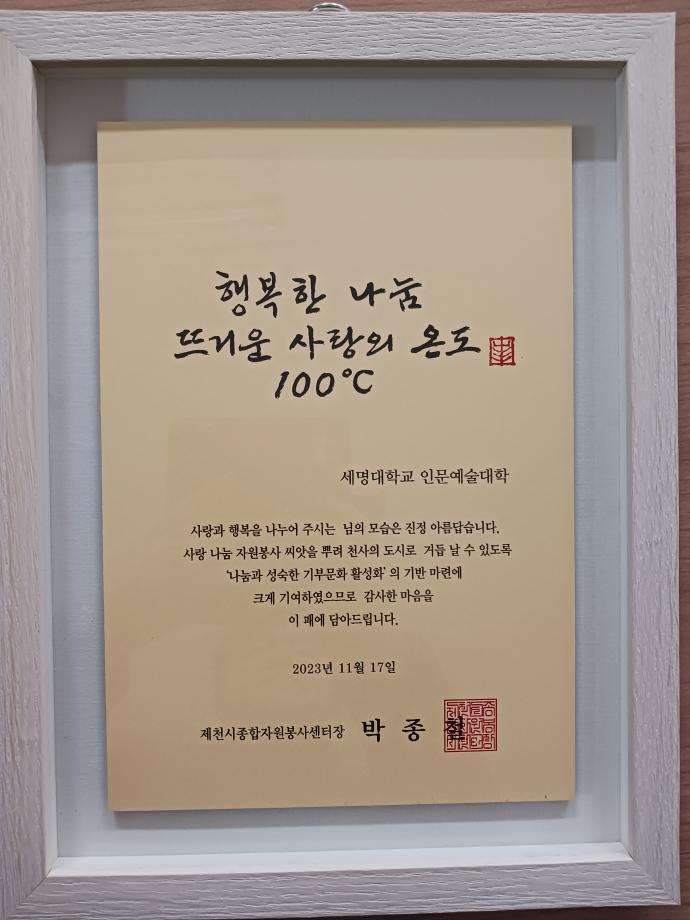 행복한 나눔
뜨거운 사랑의 온도
100℃
세명대학교 인문예술대학
사랑과 행복을 나누어 주시는 님의 모습은 진정 아름답습니다.
사랑 나눔 자원봉사 씨앗을 뿌려 천사의 도시로 거듭 날 수 있도록
'나눔과 성숙한 기부문화 활성화' 의 기반 마련에
크게 기여하였으므로 감사한 마음을
이 패에 담아드립니다.
2023년 11월 17일
제천시종합자원봉사센터장 박 종 철